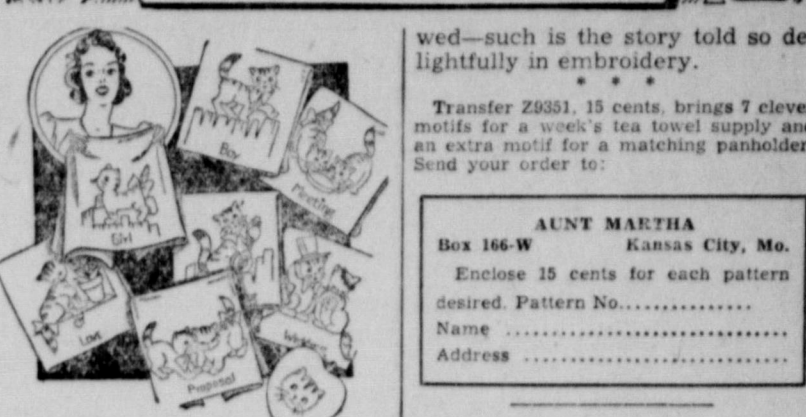 Boy
Meeting
Girl
Love
Proposal
wed—such is the story told so de
lightfully in embroidery.
* * *
Transfer Z9351, 15 cents, brings 7 cleve
motifs for a week's tea towel supply an
an extra motif for a matching panholder
Send your order to:
AUNT MARTHA
Box 166-W Kansas City, Mo.
Enclose 15 cents for each pattern
desired. Pattern No...............
Name ...............................
Address .............................